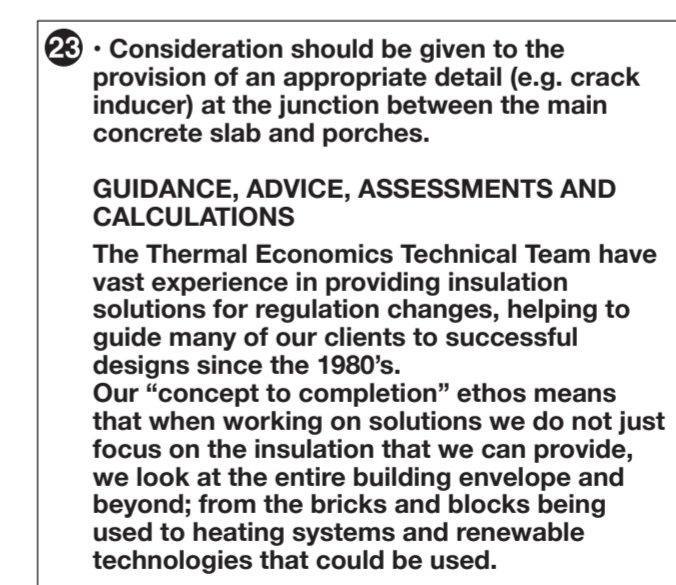 23 • Consideration should be given to the
provision of an appropriate detail (e.g. crack
inducer) at the junction between the main
concrete slab and porches.
GUIDANCE, ADVICE, ASSESSMENTS AND
CALCULATIONS
The Thermal Economics Technical Team have
vast experience in providing insulation
solutions for regulation changes, helping to
guide many of our clients to successful
designs since the 1980’s.
Our “concept to completion” ethos means
that when working on solutions we do not just
focus on the insulation that we can provide,
we look at the entire building envelope and
beyond; from the bricks and blocks being
used to heating systems and renewable
technologies that could be used.